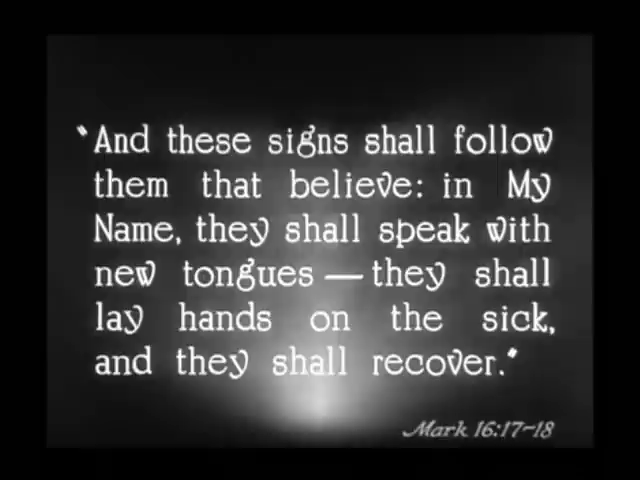 "And these signs shall follow
them that believe: in My
Name, they shall speak with
new tongues — they shall
lay hands on the sick,
and they shall recover."
Mark 16:17-18